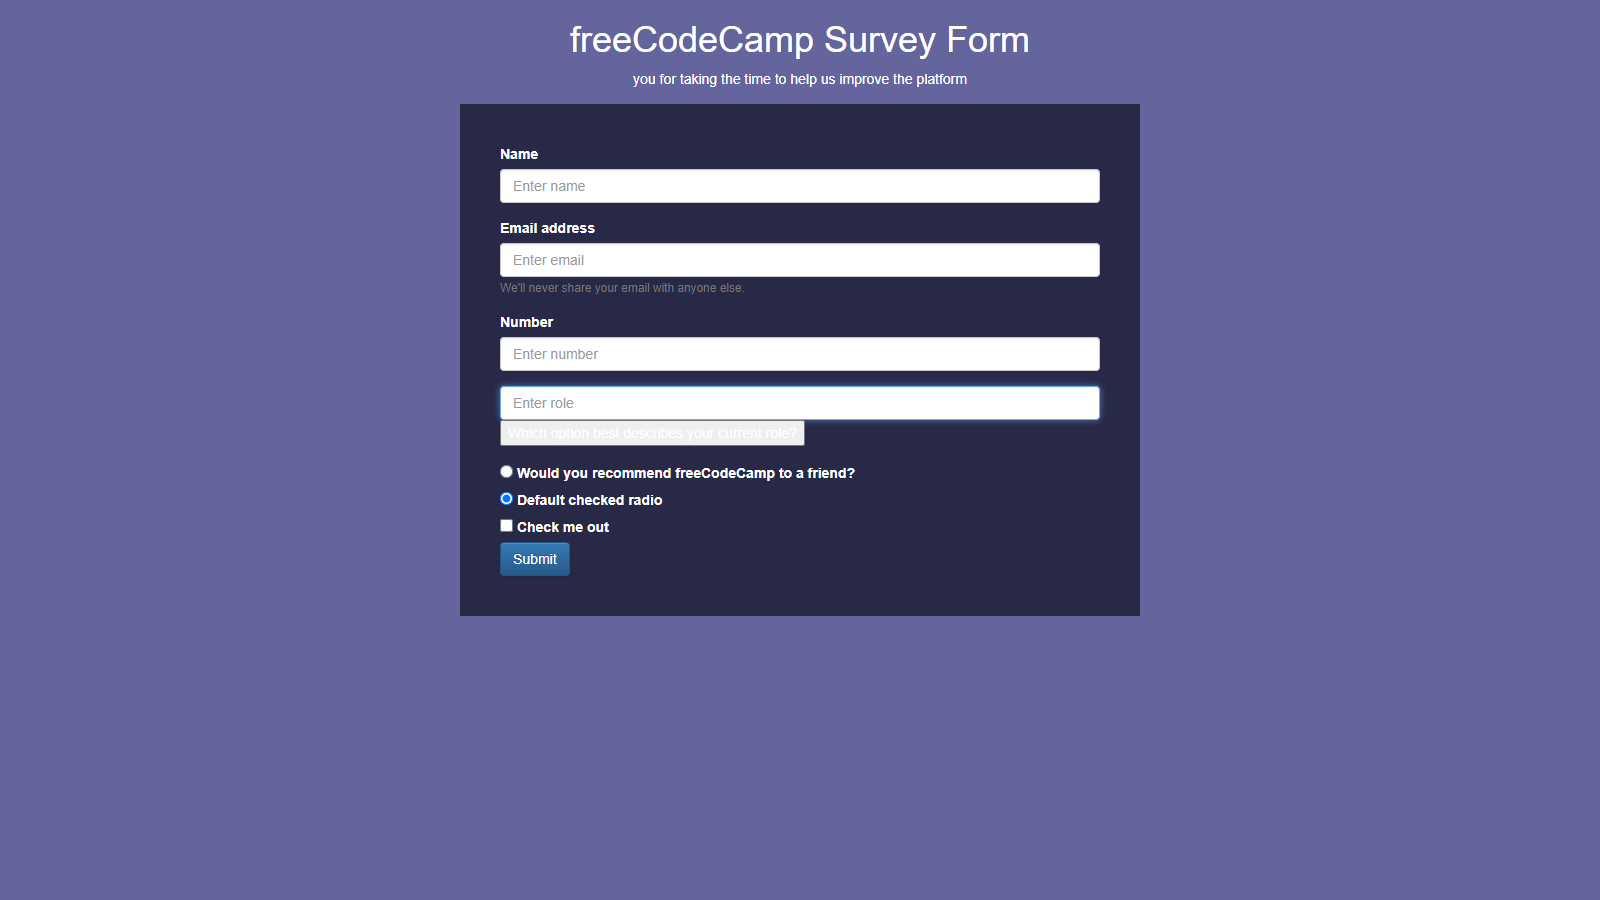 freeCodeCamp Survey Form
you for taking the time to help us improve the platform
Name
Enter name
Email address
Enter email
We'll never share your email with anyone else.
Number
Enter number
Enter role
Which option best describes your current role?
Would you recommend freeCodeCamp to a friend?
Default checked radio
Check me out
Submit